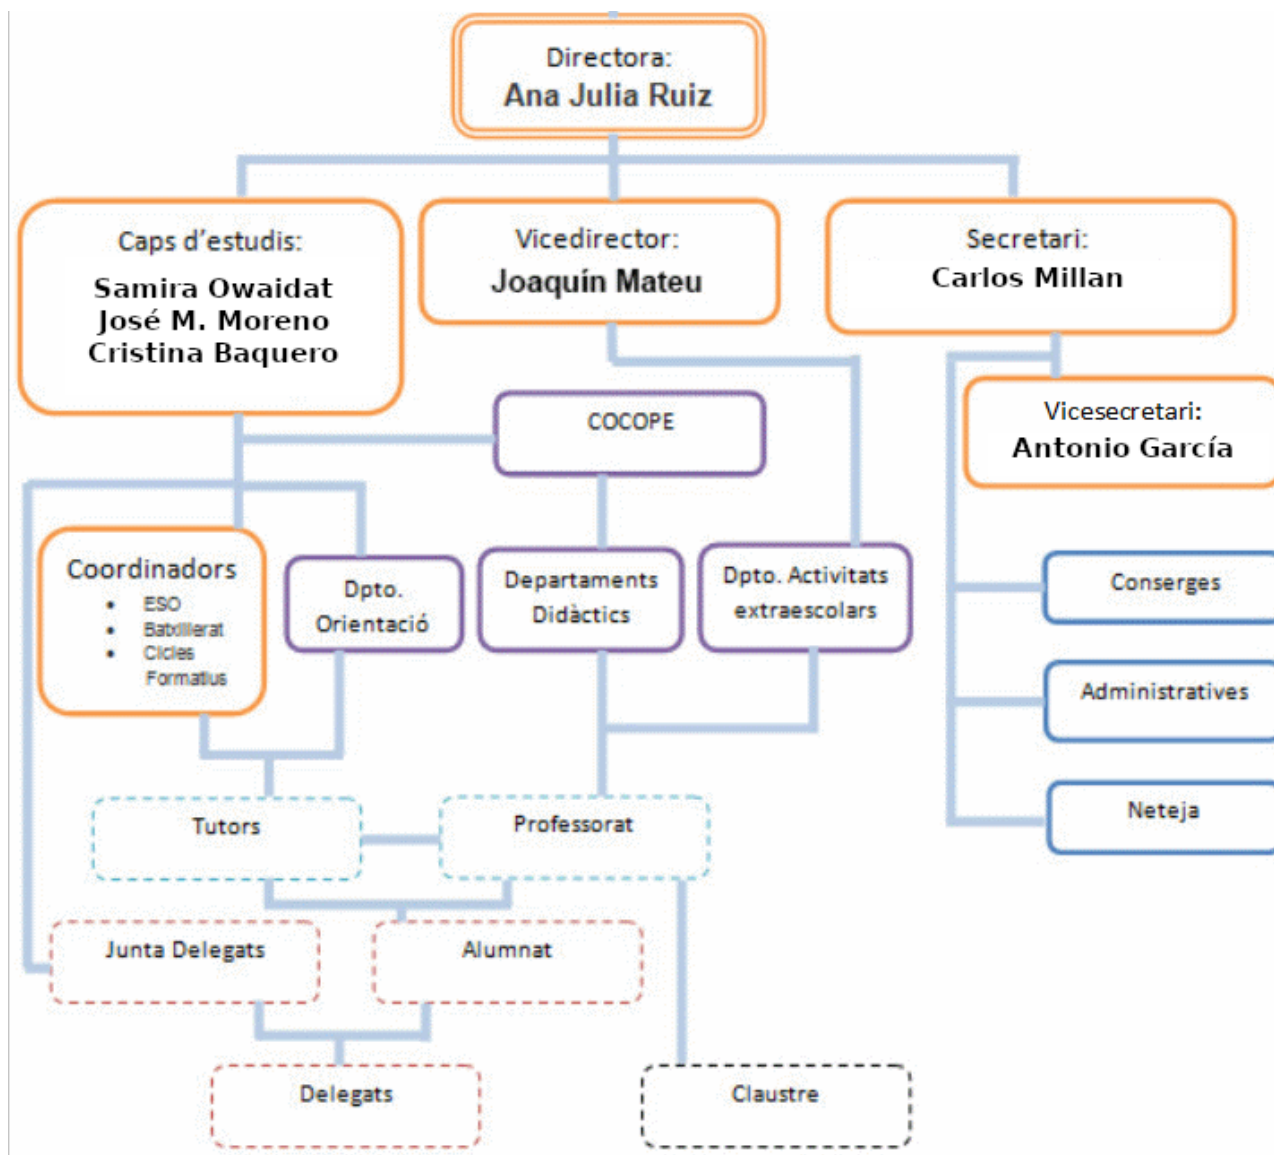 Directora:
Ana Julia Ruiz
Caps d'estudis:
Samira Owaidat
José M. Moreno
Cristina Baquero
Vicedirector:
Joaquín Mateu
Secretari:
Carlos Millan
Vicesecretari:
Antonio García
COCOPE
Coordinadors
• ESO
• Batxillerat
• Cicles
Formatius
Dpto.
Orientació
Departaments
Didàctics
Dpto. Activitats
extraescolars
Conserges
Administratives
Neteja
Tutors
Professorat
Junta Delegats
Alumnat
Delegats
Claustre